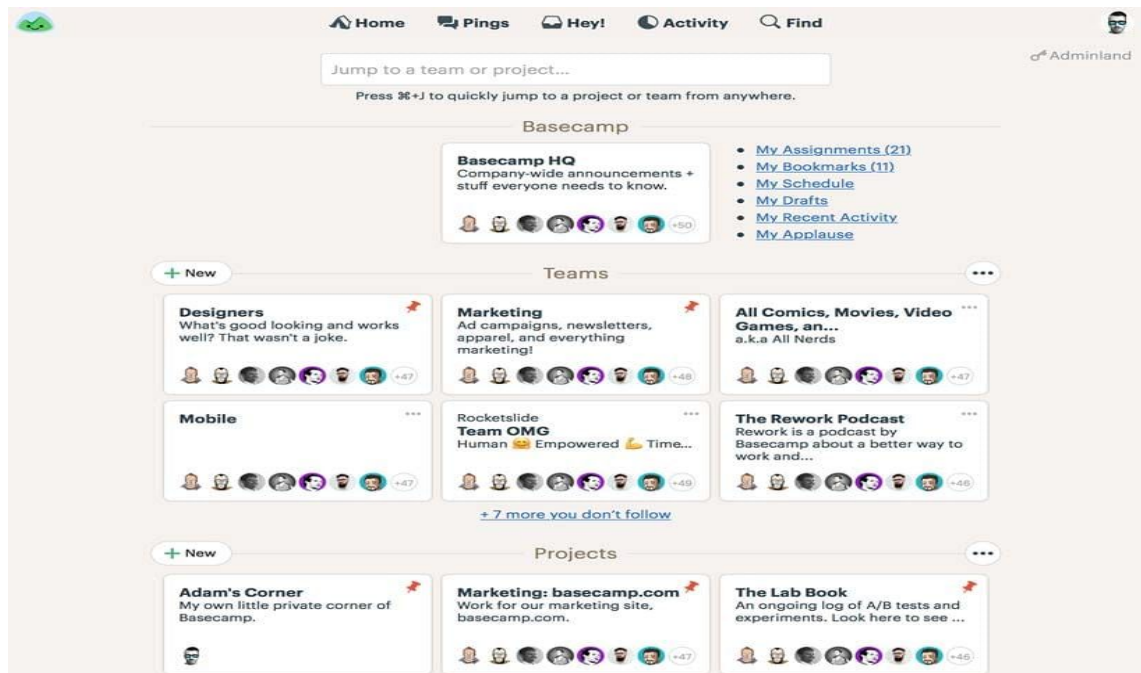 Home Pings Hey! Activity Find
Adminland
Jump to a team or project...
Press ⌘+J to quickly jump to a project or team from anywhere.
Basecamp
Basecamp HQ
Company-wide announcements +
stuff everyone needs to know.
+50
My Assignments (21)
My Bookmarks (11)
My Schedule
My Drafts
My Recent Activity
My Applause
+ New
Teams
Designers
What's good looking and works
well? That wasn't a joke.
+47
Marketing
Ad campaigns, newsletters,
apparel, and everything
marketing!
+48
All Comics, Movies, Video
Games, an...
a.k.a All Nerds
+47
Mobile
+47
Rocketslide
Team OMG
Human 🤗 Empowered 💪 Time...
+49
The Rework Podcast
Rework is a podcast by
Basecamp about a better way to
work and...
+46
+ 7 more you don't follow
+ New
Projects
Adam's Corner
My own little private corner of
Basecamp.
Marketing: basecamp.com
Work for our marketing site,
basecamp.com.
+47
The Lab Book
An ongoing log of A/B tests and
experiments. Look here to see ...
+46